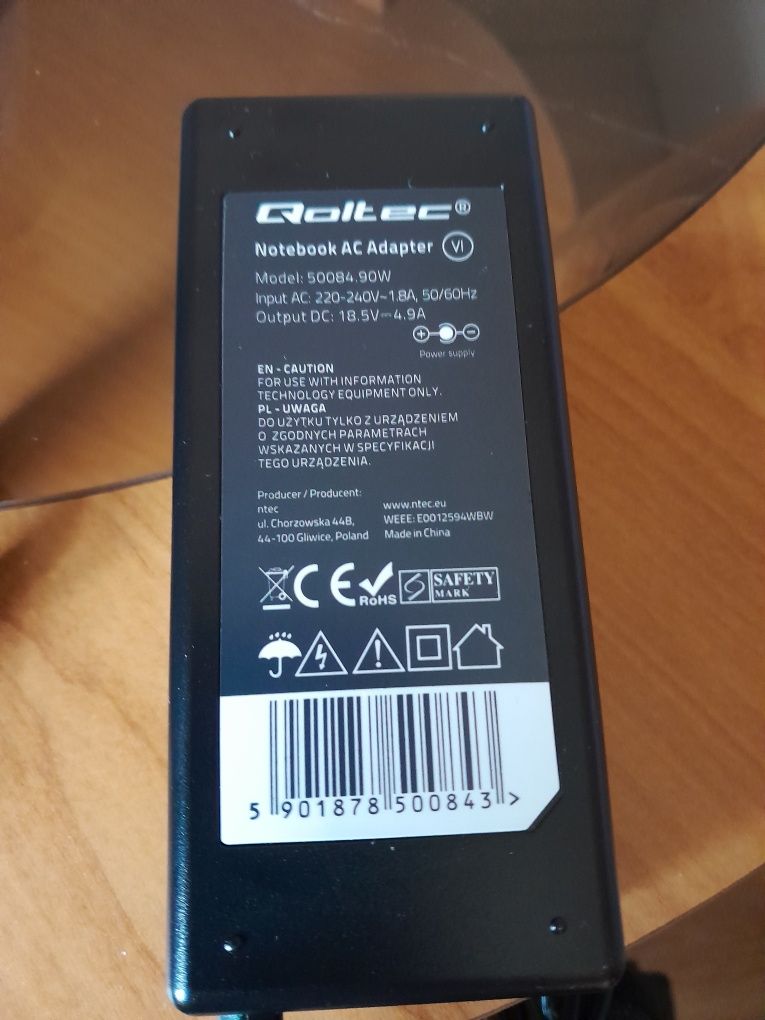 Qoltec®
Notebook AC Adapter VI
Model: 50084.90W
Input AC: 220-240V~1.8A, 50/60Hz
Output DC: 18.5V⎓4.9A
+ -
Power supply
EN - CAUTION
FOR USE WITH INFORMATION
TECHNOLOGY EQUIPMENT ONLY.
PL - UWAGA
DO UŻYTKU TYLKO Z URZĄDZENIEM
O ZGODNYCH PARAMETRACH
WSKAZANYCH W SPECYFIKACJI
TEGO URZĄDZENIA.
Producer / Producent:
ntec
ul. Chorzowska 44B,
44-100 Gliwice, Poland
www.ntec.eu
WEEE: E0012594WBW
Made in China
CE RoHS SAFETY
MARK
5 901878 500843 >